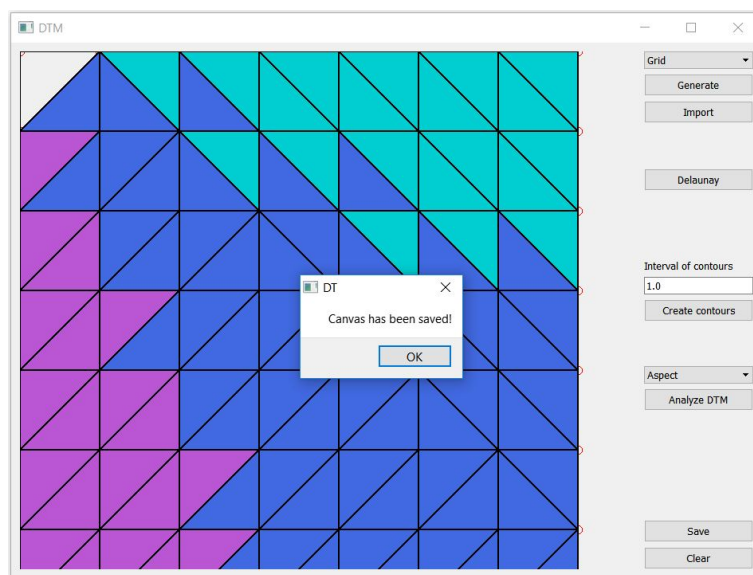 DTM
Grid
Generate
Import
Delaunay
Interval of contours
1.0
Create contours
DT
Canvas has been saved!
OK
Aspect
Analyze DTM
Save
Clear